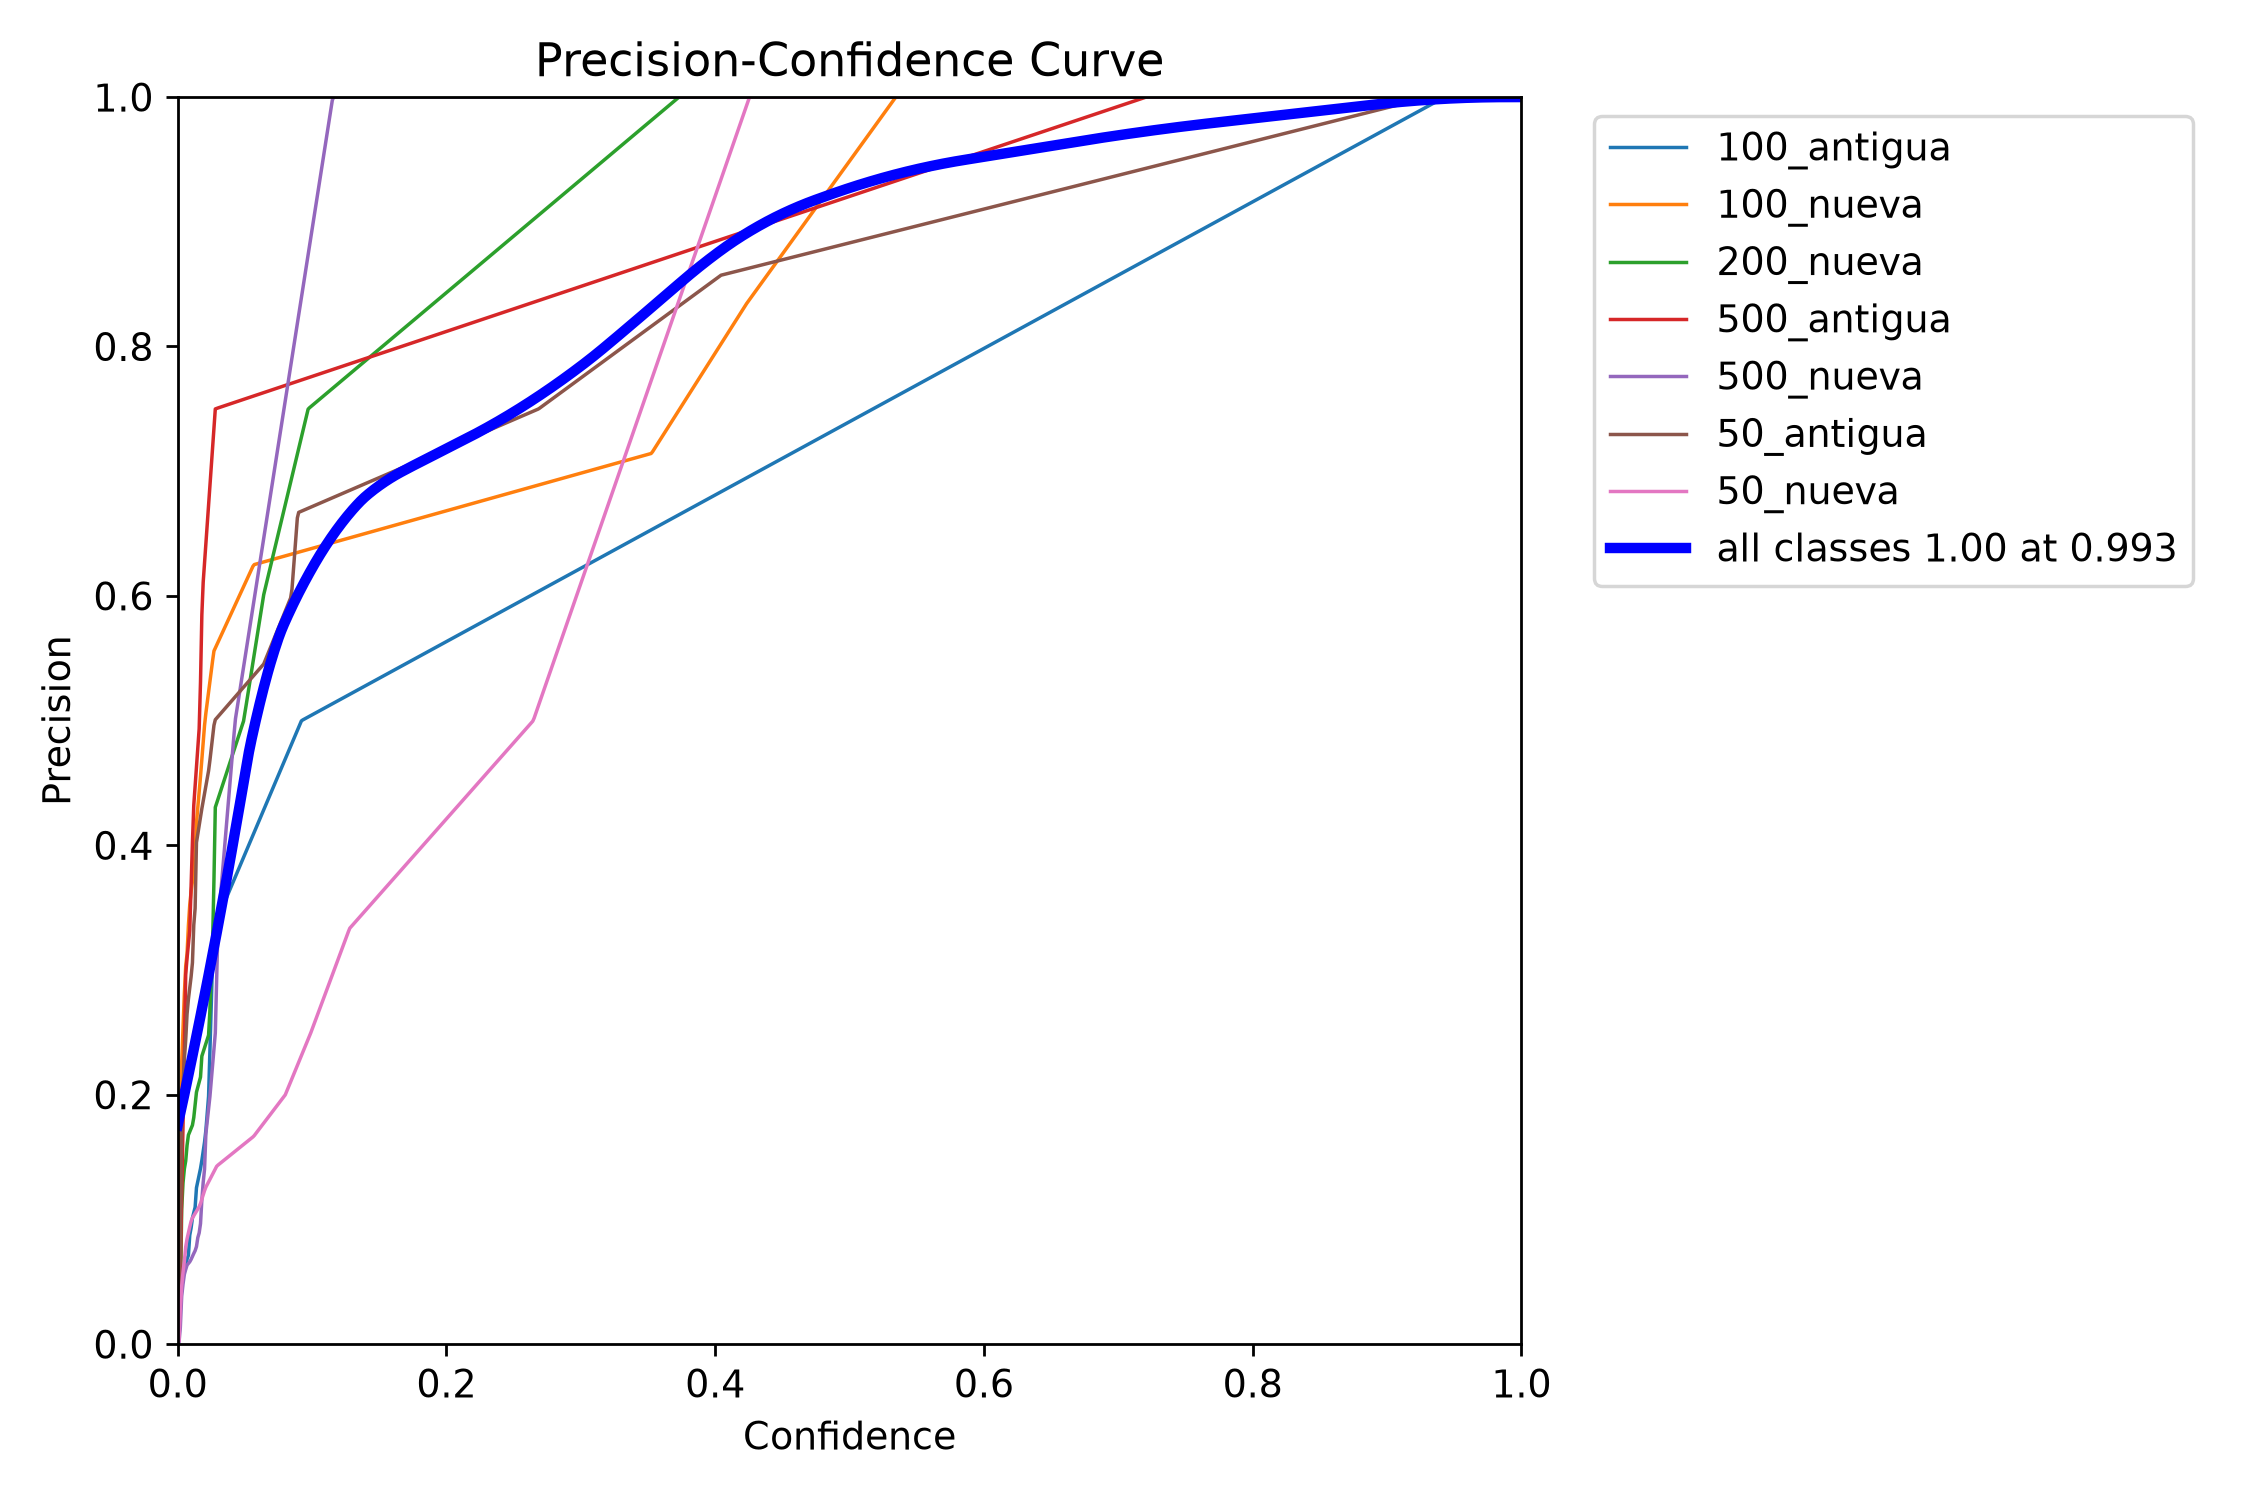 Precision-Confidence Curve
1.0
0.8
0.6
0.4
0.2
0.0
Precision
0.0 0.2 0.4 0.6 0.8 1.0
Confidence
100_antigua
100_nueva
200_nueva
500_antigua
500_nueva
50_antigua
50_nueva
all classes 1.00 at 0.993